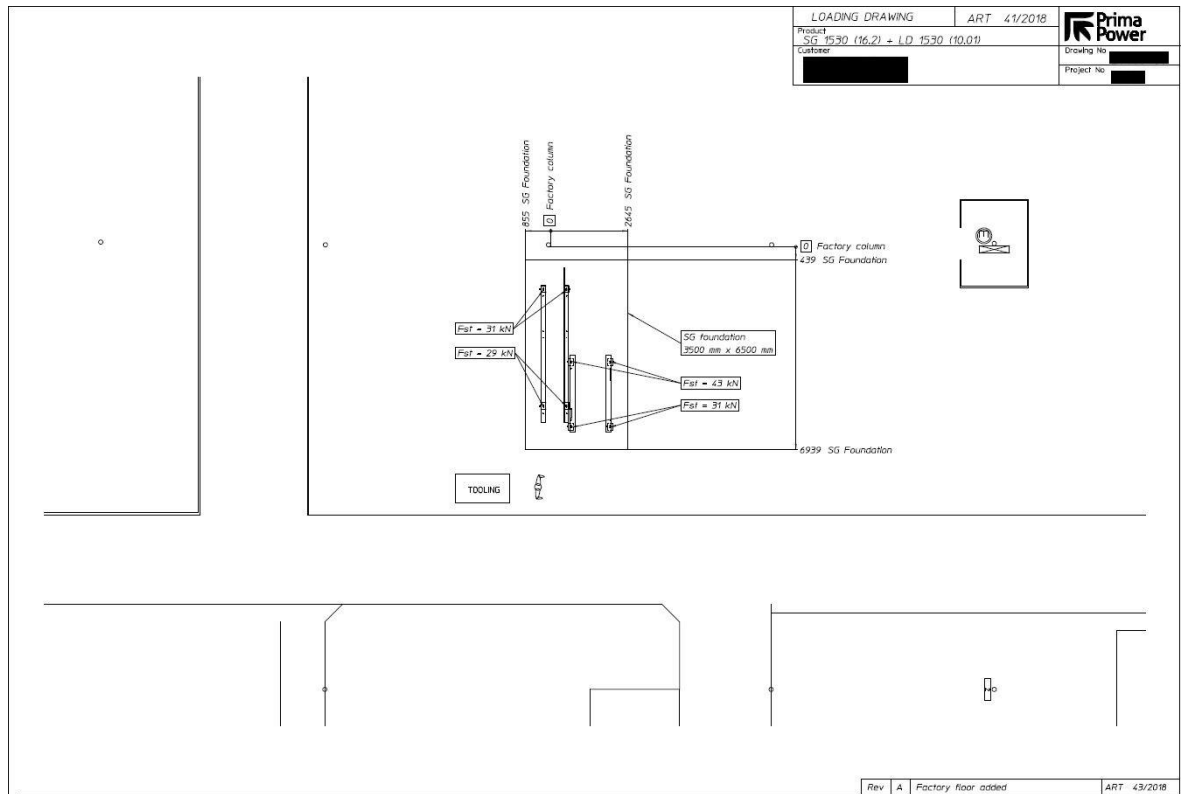 LOADING DRAWING
ART 41/2018
Prima
Power
Product
SG 1530 (16.2) + LD 1530 (10.01)
Customer
Drawing No
Project No
855 SG Foundation
0 Factory column
2645 SG Foundation
0 Factory column
439 SG Foundation
Fst = 31 kN
Fst = 29 kN
SG foundation
3500 mm x 6500 mm
Fst = 43 kN
Fst = 31 kN
6939 SG Foundation
TOOLING
Rev A Factory floor added ART 43/2018